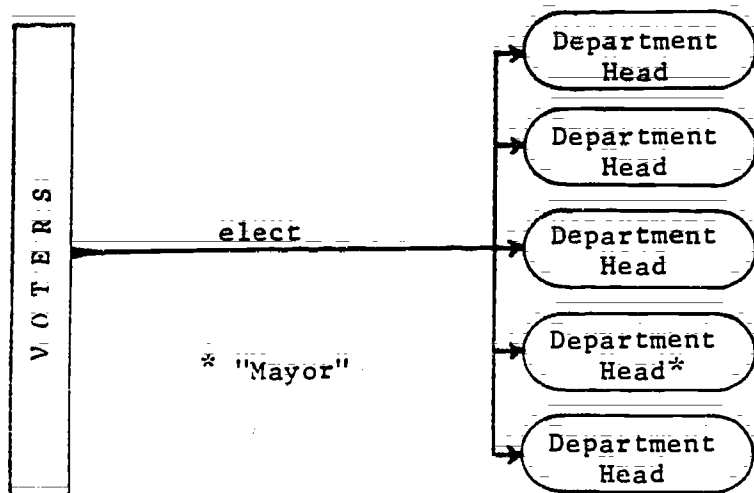 VOTERS
elect
* "Mayor"
Department
Head
Department
Head
Department
Head
Department
Head*
Department
Head